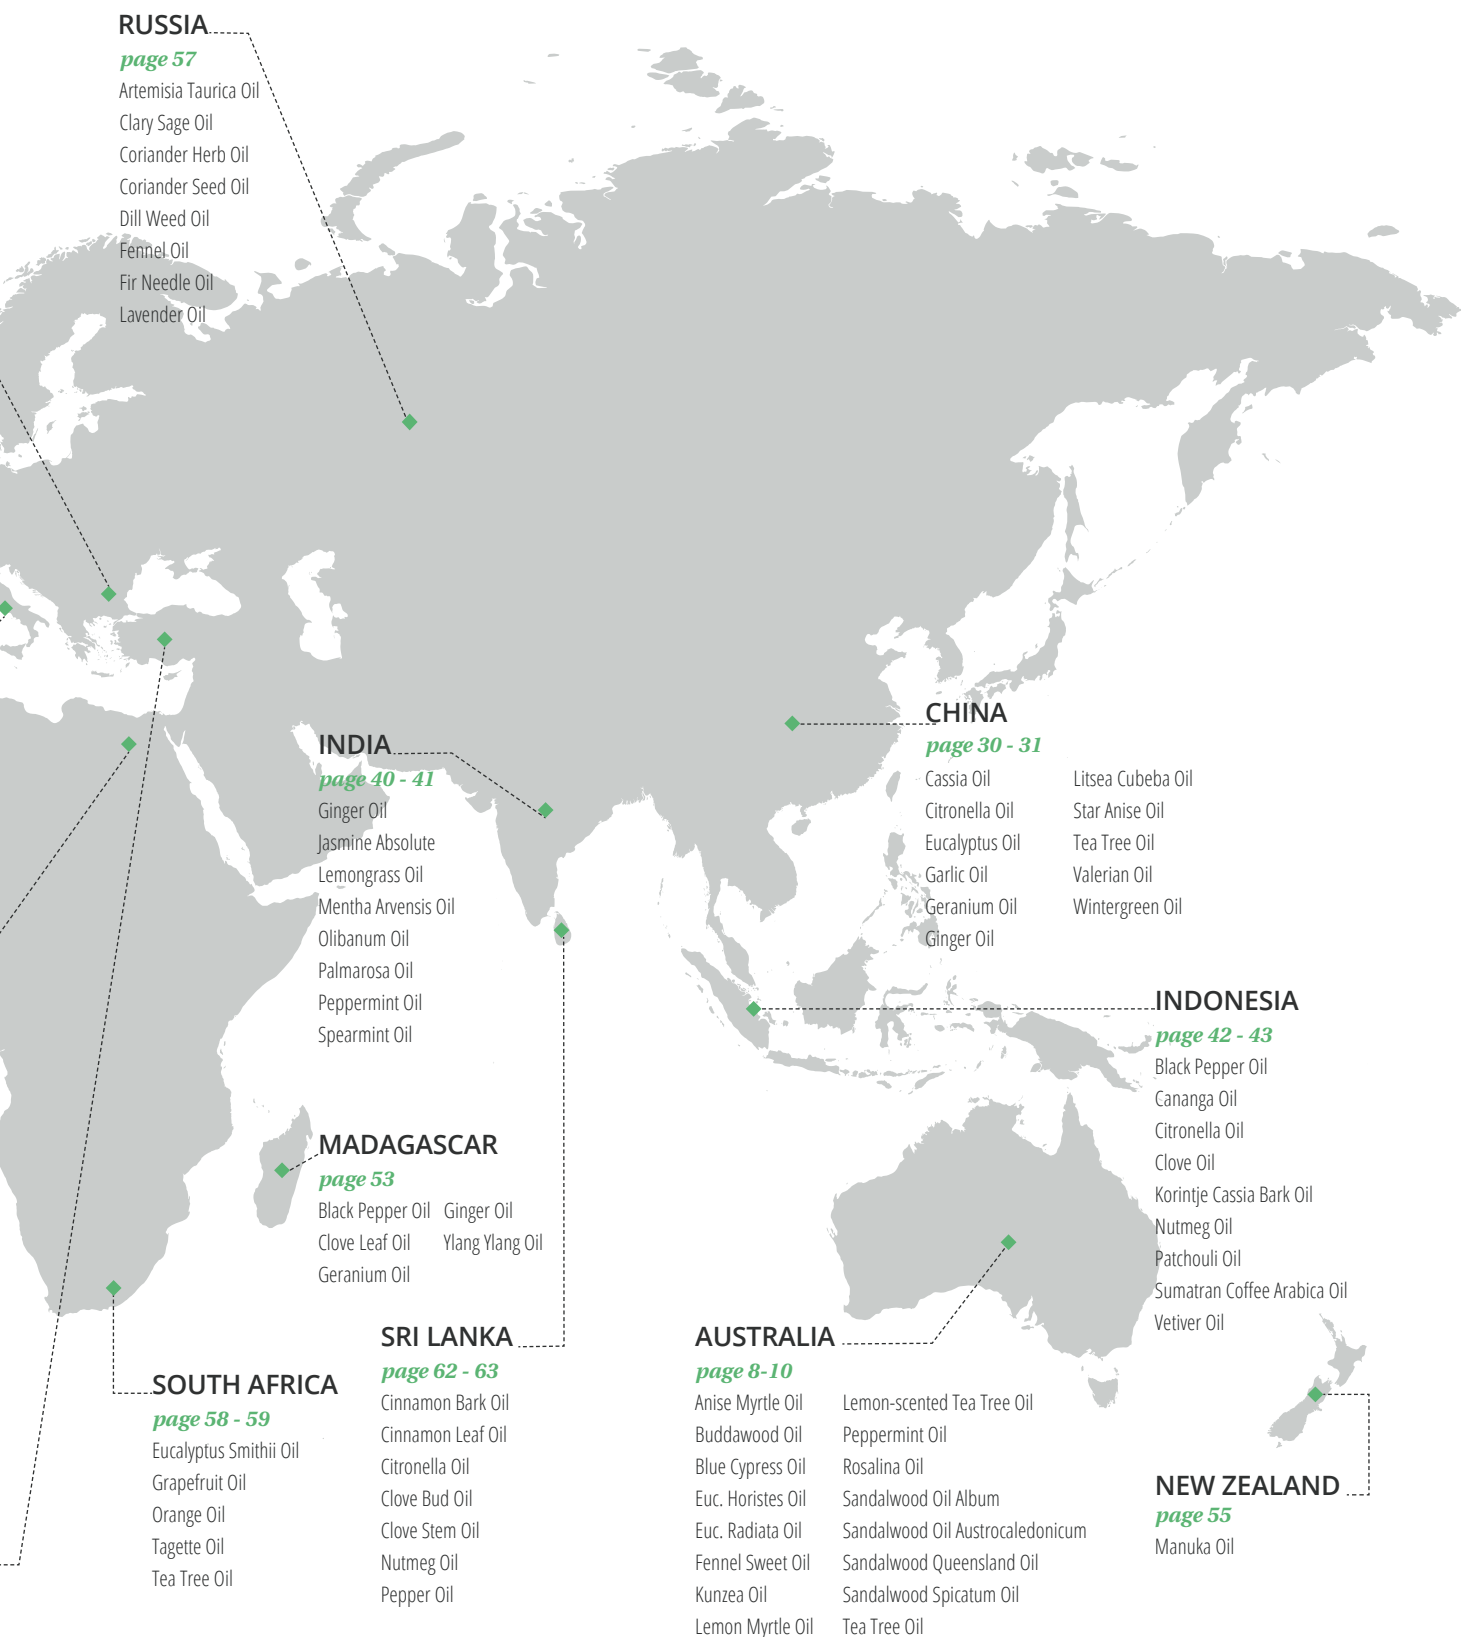 RUSSIA
page 57
Artemisia Taurica Oil
Clary Sage Oil
Coriander Herb Oil
Coriander Seed Oil
Dill Weed Oil
Fennel Oil
Fir Needle Oil
Lavender Oil
CHINA
page 30 - 31
Cassia Oil
Citronella Oil
Eucalyptus Oil
Garlic Oil
Geranium Oil
Ginger Oil
Litsea Cubeba Oil
Star Anise Oil
Tea Tree Oil
Valerian Oil
Wintergreen Oil
INDIA
page 40 - 41
Ginger Oil
Jasmine Absolute
Lemongrass Oil
Mentha Arvensis Oil
Olibanum Oil
Palmarosa Oil
Peppermint Oil
Spearmint Oil
INDONESIA
page 42 - 43
Black Pepper Oil
Cananga Oil
Citronella Oil
Clove Oil
Korintje Cassia Bark Oil
Nutmeg Oil
Patchouli Oil
Sumatran Coffee Arabica Oil
Vetiver Oil
MADAGASCAR
page 53
Black Pepper Oil
Clove Leaf Oil
Geranium Oil
Ginger Oil
Ylang Ylang Oil
SRI LANKA
page 62 - 63
Cinnamon Bark Oil
Cinnamon Leaf Oil
Citronella Oil
Clove Bud Oil
Clove Stem Oil
Nutmeg Oil
Pepper Oil
AUSTRALIA
page 8-10
Anise Myrtle Oil
Buddawood Oil
Blue Cypress Oil
Euc. Horistes Oil
Euc. Radiata Oil
Fennel Sweet Oil
Kunzea Oil
Lemon Myrtle Oil
Lemon-scented Tea Tree Oil
Peppermint Oil
Rosalina Oil
Sandalwood Oil Album
Sandalwood Oil Austrocaledonicum
Sandalwood Queensland Oil
Sandalwood Spicatum Oil
Tea Tree Oil
SOUTH AFRICA
page 58 - 59
Eucalyptus Smithii Oil
Grapefruit Oil
Orange Oil
Tagette Oil
Tea Tree Oil
NEW ZEALAND
page 55
Manuka Oil